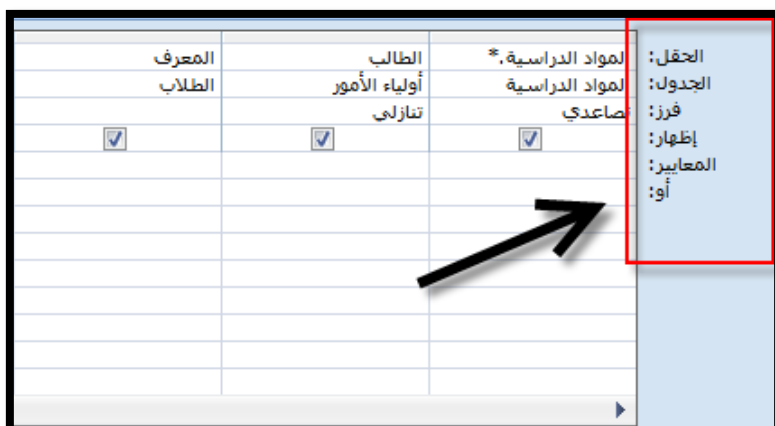 الحقل: المواد الدراسية.* الطالب المعرف
الجدول: المواد الدراسية أولياء الأمور الطلاب
فرز: تصاعدي تنازلي
إظهار:
المعايير:
أو: